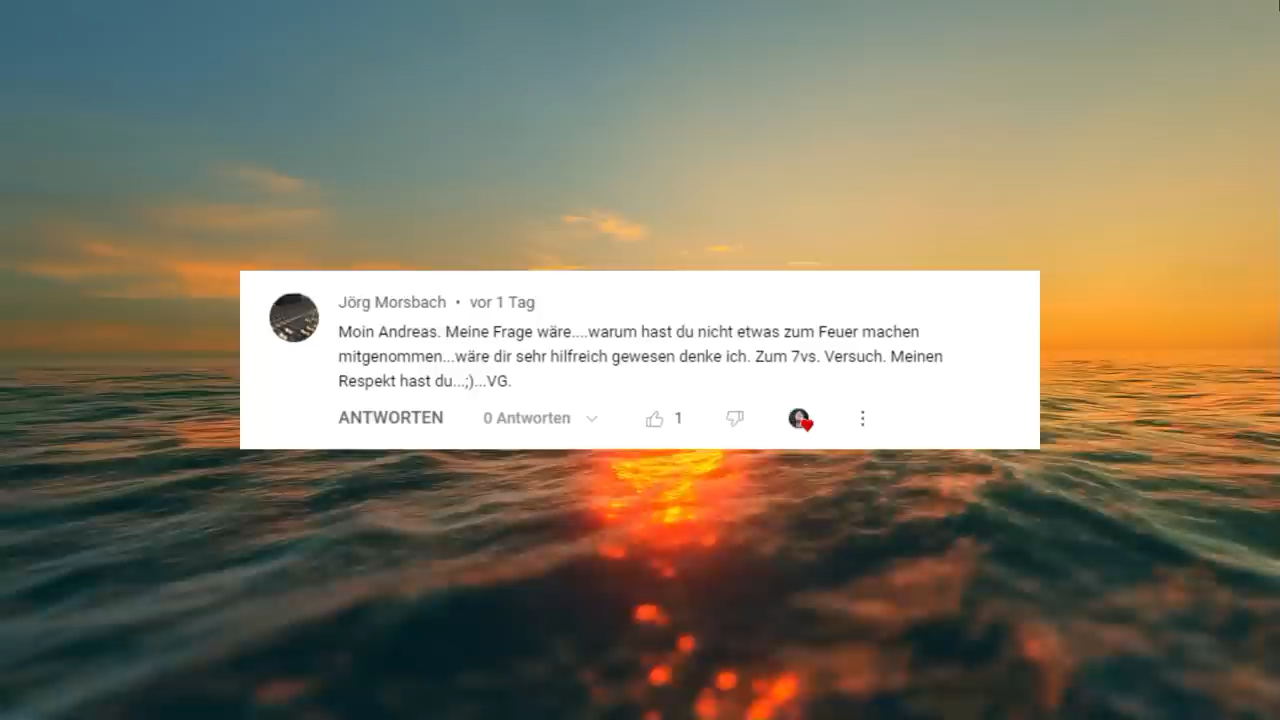 Jörg Morsbach • vor 1 Tag
Moin Andreas. Meine Frage wäre....warum hast du nicht etwas zum Feuer machen
mitgenommen...wäre dir sehr hilfreich gewesen denke ich. Zum 7vs. Versuch. Meinen
Respekt hast du...;)...VG.
ANTWORTEN 0 Antworten 1